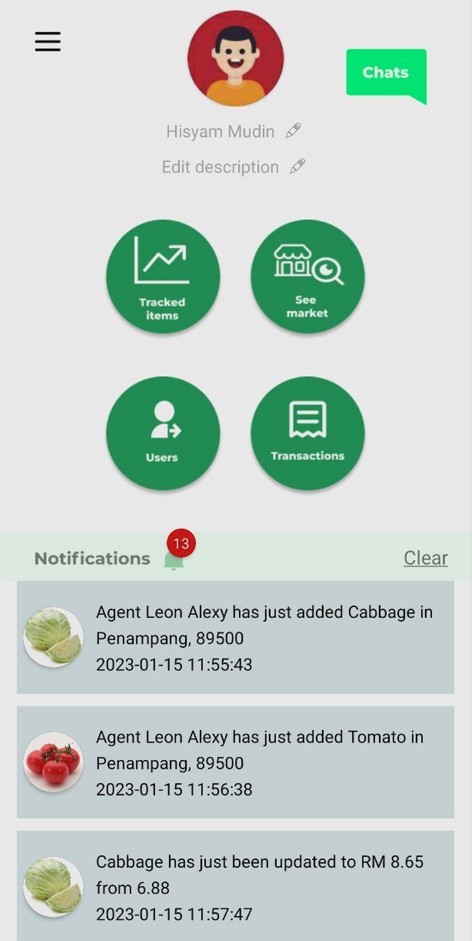 Chats
Hisyam Mudin
Edit description
Tracked
items
See
market
Users
Transactions
13
Notifications
Clear
Agent Leon Alexy has just added Cabbage in
Penampang, 89500
2023-01-15 11:55:43
Agent Leon Alexy has just added Tomato in
Penampang, 89500
2023-01-15 11:56:38
Cabbage has just been updated to RM 8.65
from 6.88
2023-01-15 11:57:47